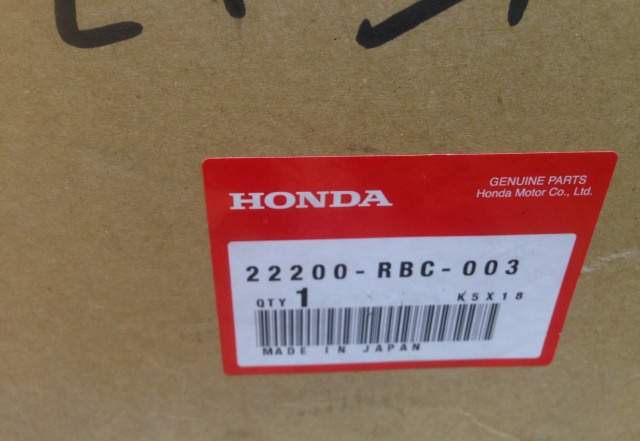 HONDA
GENUINE PARTS
Honda Motor Co., Ltd.
22200-RBC-003
QTY 1 K5X18
MADE IN JAPAN